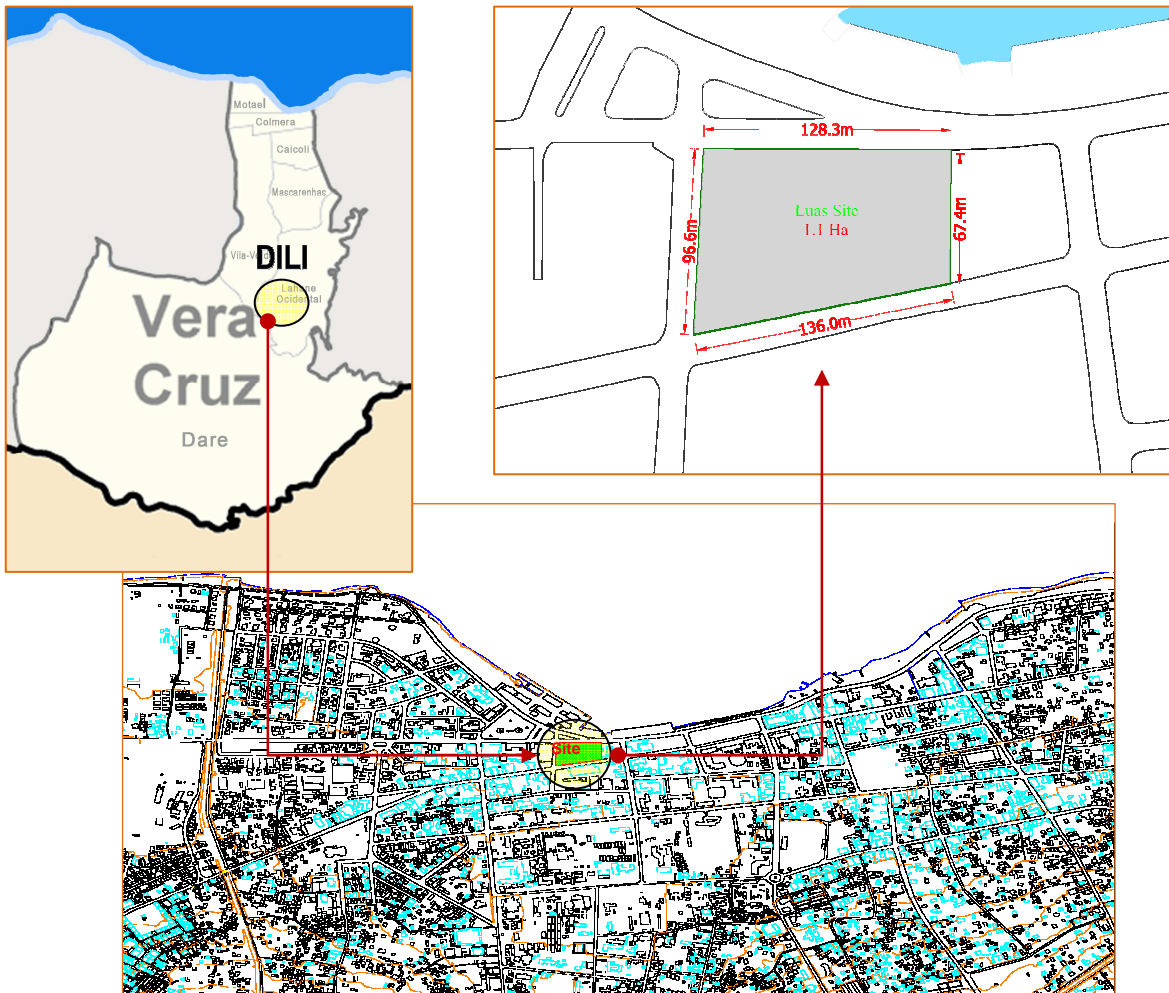 Motael
Colmera
Caicoli
Mascarenhas
Vila-Verde
DILI
Lahane
Ocidental
Vera
Cruz
Dare
128.3m
96.6m
Luas Site
1.1 Ha
67.4m
136.0m
Site
DILI